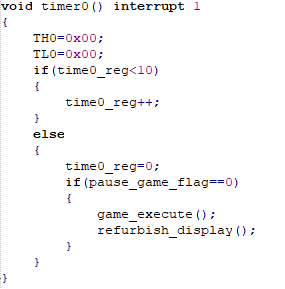 void timer0() interrupt 1
{
    TH0=0x00;
    TL0=0x00;
    if(time0_reg<10)
    {
        time0_reg++;
    }
    else
    {
        time0_reg=0;
        if(pause_game_flag==0)
        {
            game_execute();
            refurbish_display();
        }
    }
}